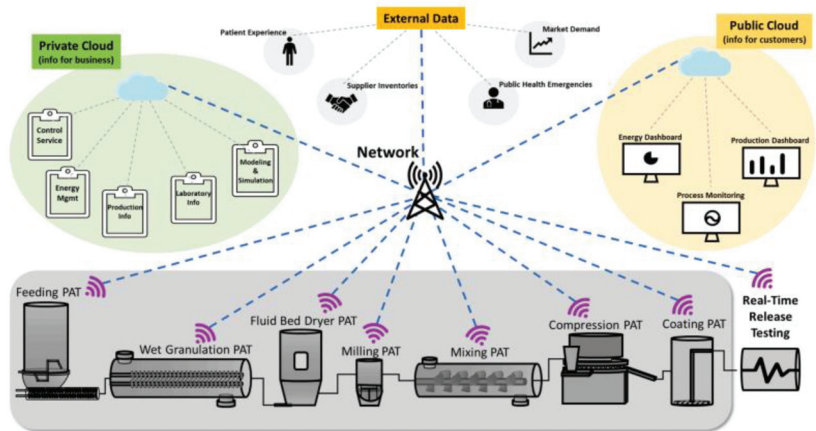 External Data
Private Cloud
(info for business)
Patient Experience
Market Demand
Public Cloud
(info for customers)
Supplier Inventories
Public Health Emergencies
Control
Service
Energy
Mgmt
Production
Info
Laboratory
Info
Modeling
&
Simulation
Network
Energy Dashboard
Production Dashboard
Process Monitoring
Feeding PAT
Wet Granulation PAT
Fluid Bed Dryer PAT
Milling PAT
Mixing PAT
Compression PAT
Coating PAT
Real-Time
Release
Testing